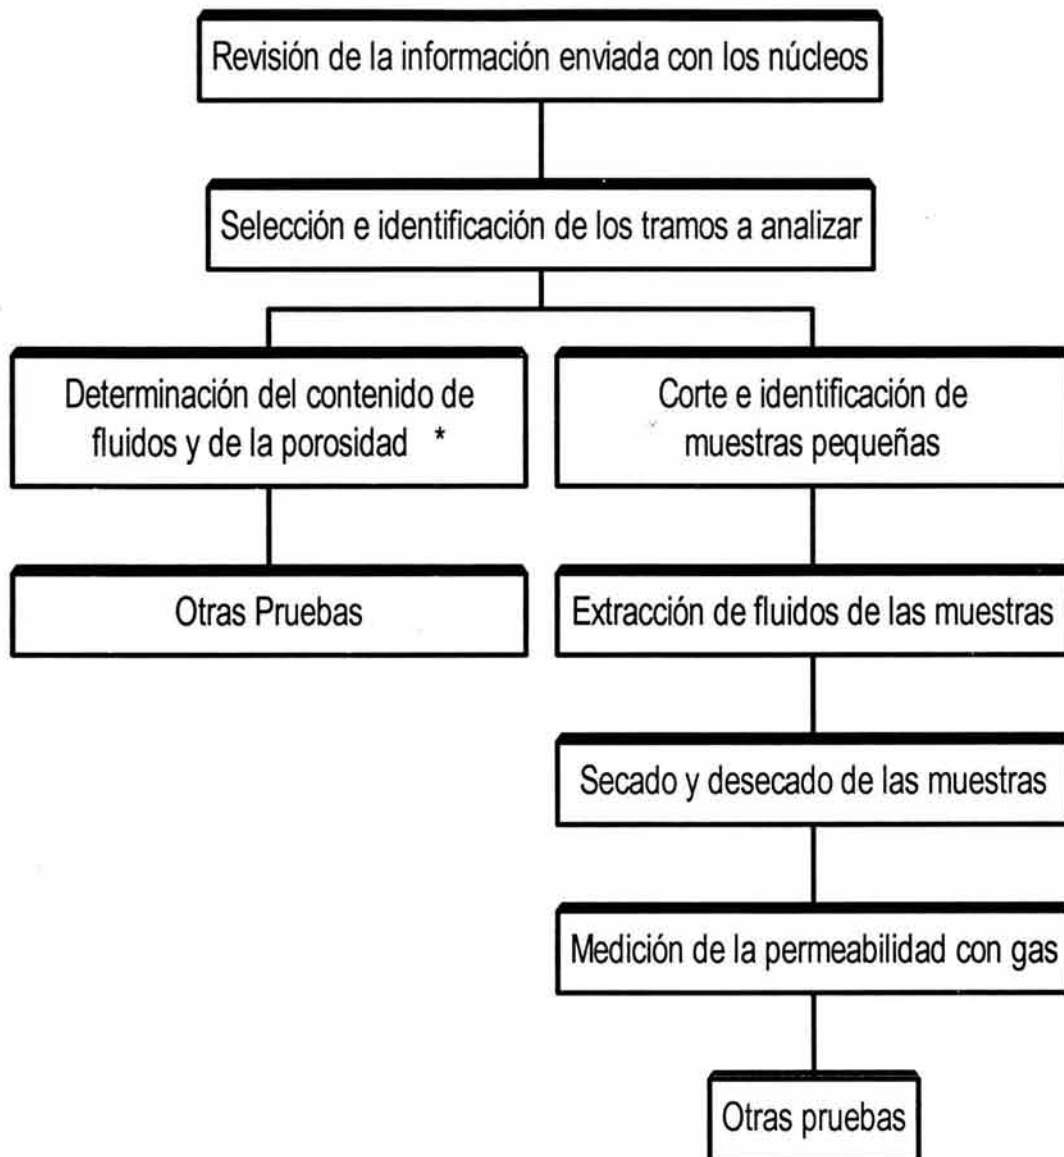 Revisión de la información enviada con los núcleos
Selección e identificación de los tramos a analizar
Determinación del contenido de
fluidos y de la porosidad *
Otras Pruebas
Corte e identificación de
muestras pequeñas
Extracción de fluidos de las muestras
Secado y desecado de las muestras
Medición de la permeabilidad con gas
Otras pruebas